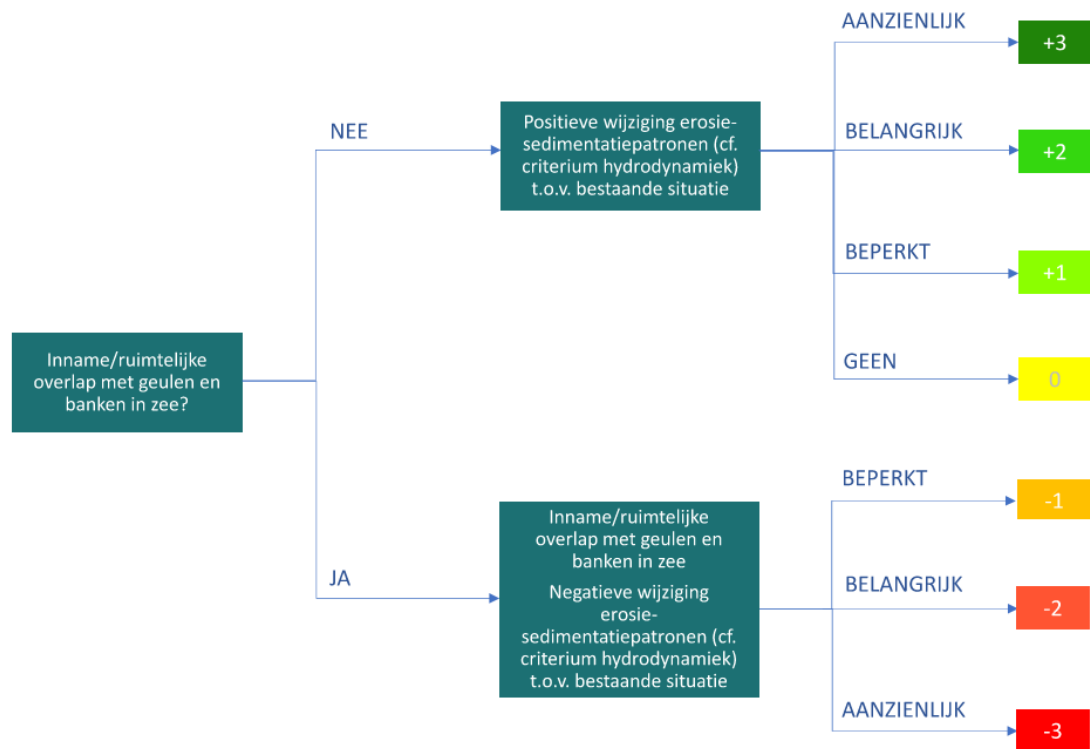 AANZIENLIJK
+3
NEE
Positieve wijziging erosie-
sedimentatiepatronen (cf.
criterium hydrodynamiek)
t.o.v. bestaande situatie
BELANGRIJK
+2
BEPERKT
+1
Inname/ruimtelijke
overlap met geulen en
banken in zee?
GEEN
0
BEPERKT
-1
JA
Inname/ruimtelijke
overlap met geulen en
banken in zee
Negatieve wijziging
erosie-
sedimentatiepatronen (cf.
criterium hydrodynamiek)
t.o.v. bestaande situatie
BELANGRIJK
-2
AANZIENLIJK
-3